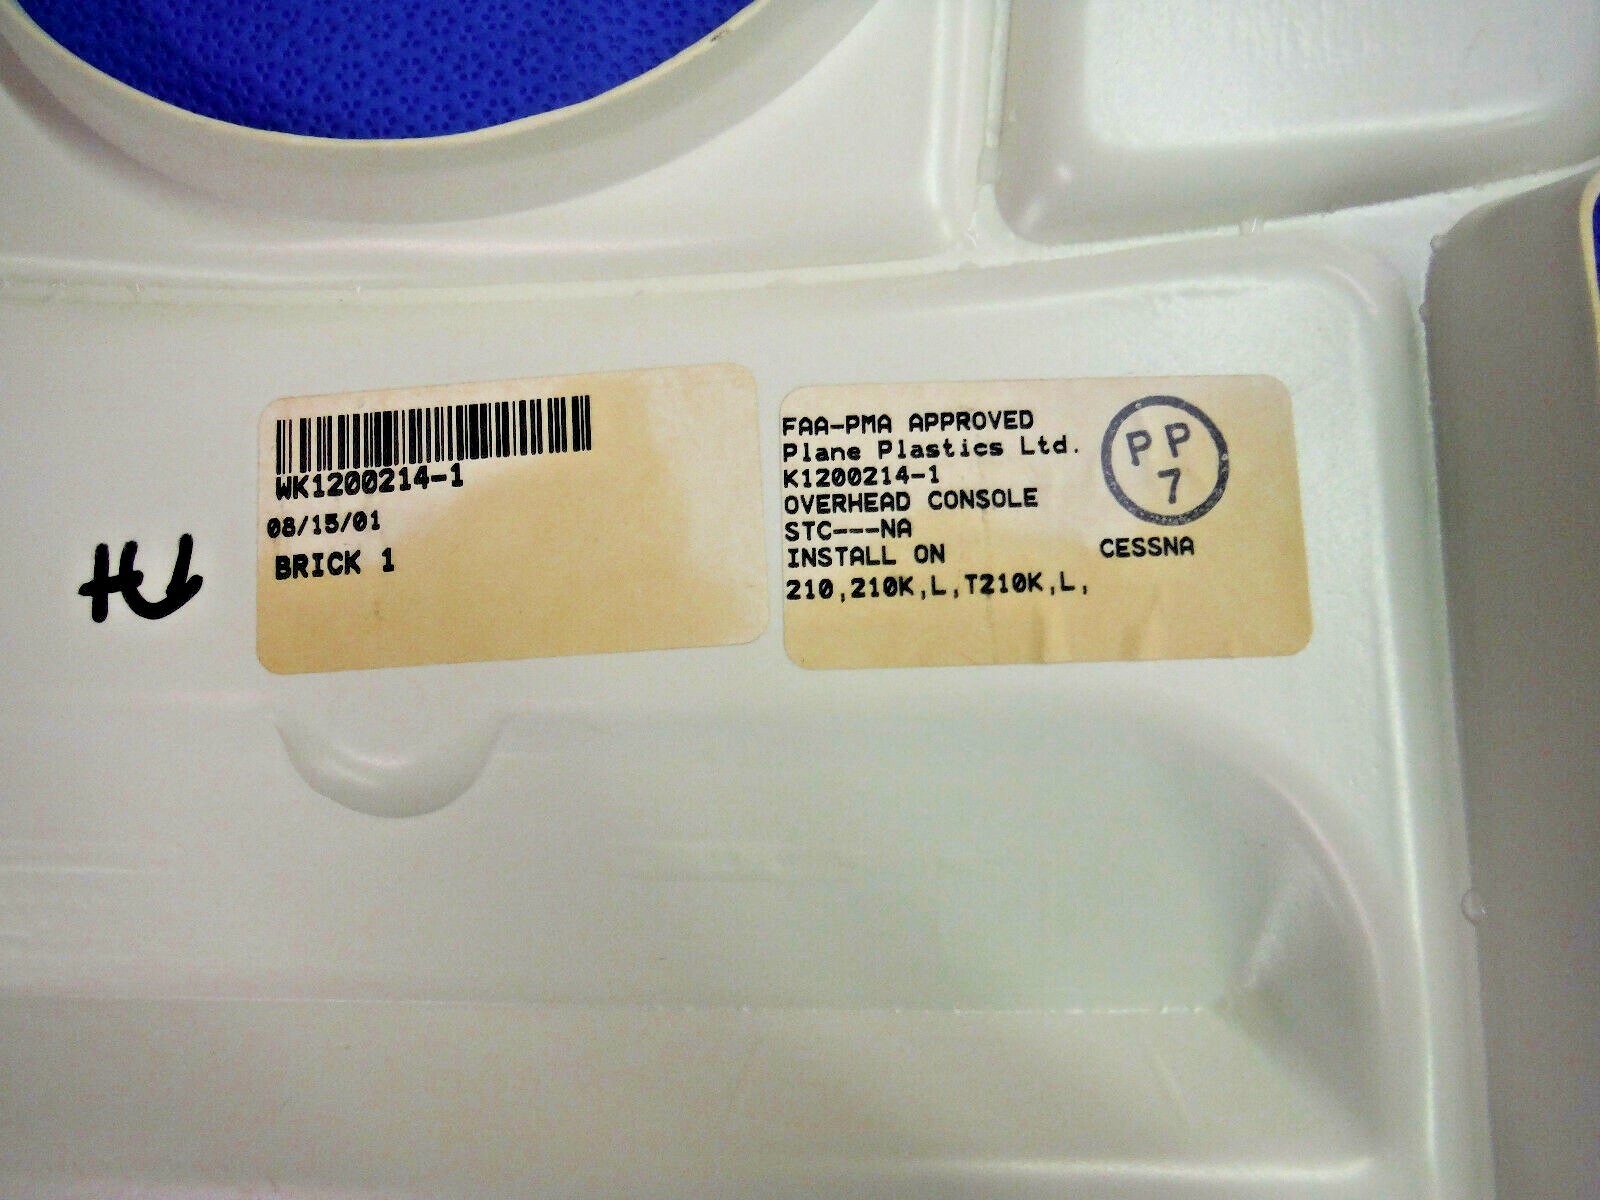 WK1200214-1
08/15/01
BRICK 1
FAA-PMA APPROVED
Plane Plastics Ltd.
K1200214-1
OVERHEAD CONSOLE
STC---NA
INSTALL ON
CESSNA
210,210K,L,T210K,L,
PP
7